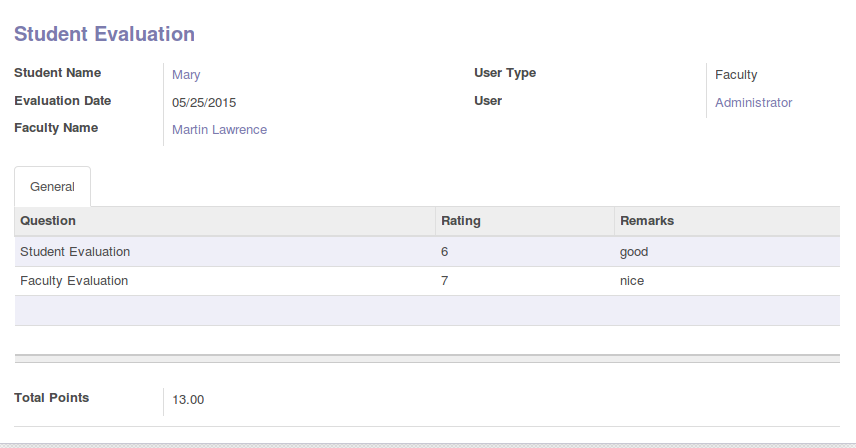 Student Evaluation
Student Name Mary User Type Faculty
Evaluation Date 05/25/2015 User Administrator
Faculty Name Martin Lawrence
General
Question Rating Remarks
Student Evaluation 6 good
Faculty Evaluation 7 nice
Total Points 13.00